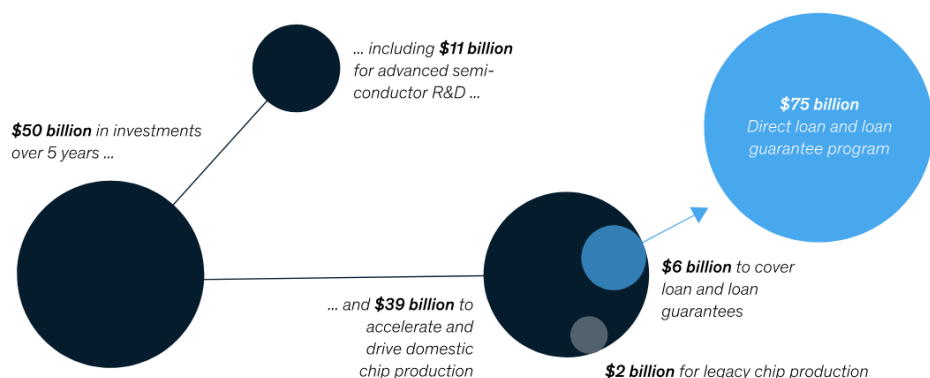 ... including $11 billion
for advanced semi-
conductor R&D ...
$50 billion in investments
over 5 years ...
$75 billion
Direct loan and loan
guarantee program
... and $39 billion to
accelerate and
drive domestic
chip production
$6 billion to cover
loan and loan
guarantees
$2 billion for legacy chip production